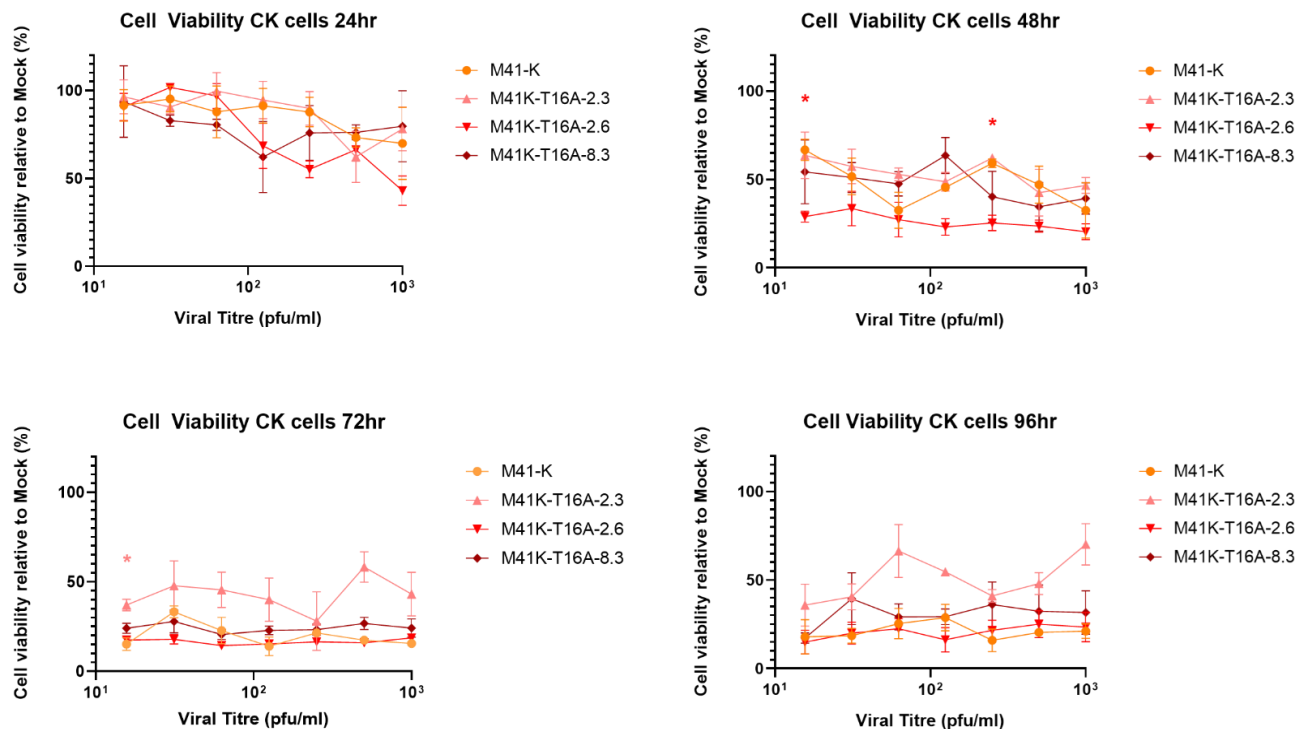 Cell Viability CK cells 24hr
Cell viability relative to Mock (%)
100
50
0
10¹
10²
10³
Viral Titre (pfu/ml)
M41-K
M41K-T16A-2.3
M41K-T16A-2.6
M41K-T16A-8.3
Cell Viability CK cells 48hr
Cell viability relative to Mock (%)
100
50
0
*
*
10¹
10²
10³
Viral Titre (pfu/ml)
M41-K
M41K-T16A-2.3
M41K-T16A-2.6
M41K-T16A-8.3
Cell Viability CK cells 72hr
Cell viability relative to Mock (%)
100
50
0
*
10¹
10²
10³
Viral Titre (pfu/ml)
M41-K
M41K-T16A-2.3
M41K-T16A-2.6
M41K-T16A-8.3
Cell Viability CK cells 96hr
Cell viability relative to Mock (%)
100
50
0
10¹
10²
10³
Viral Titre (pfu/ml)
M41-K
M41K-T16A-2.3
M41K-T16A-2.6
M41K-T16A-8.3